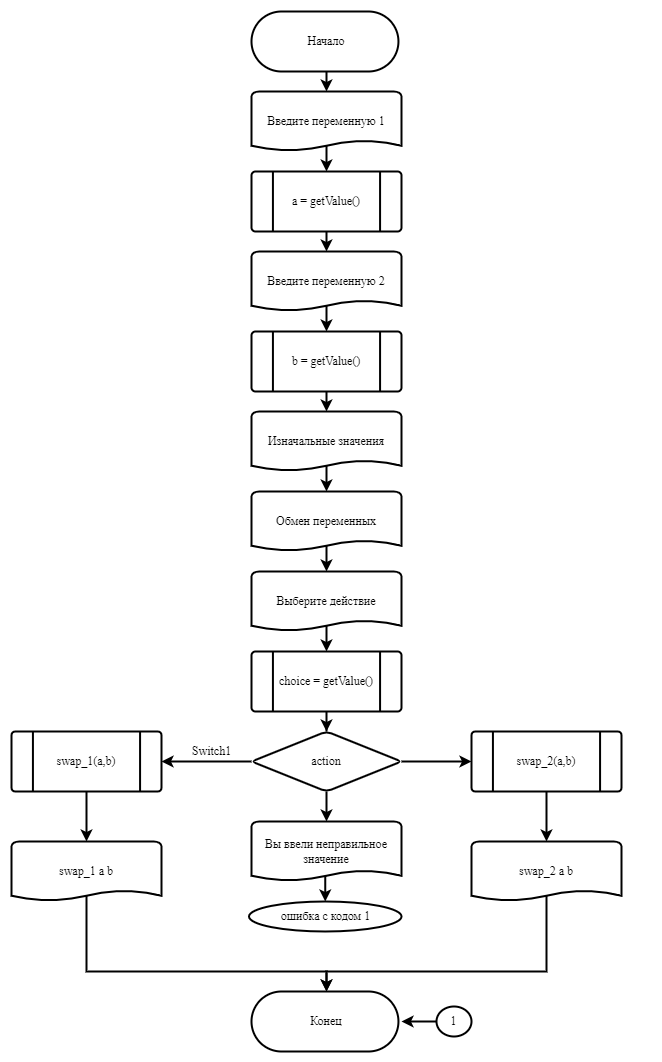 Начало
Введите переменную 1
a = getValue()
Введите переменную 2
b = getValue()
Изначальные значения
Обмен переменных
Выберите действие
choice = getValue()
Switch1
swap_1(a,b)
action
swap_2(a,b)
Вы ввели неправильное
значение
swap_1 a b
swap_2 a b
ошибка с кодом 1
Конец
1